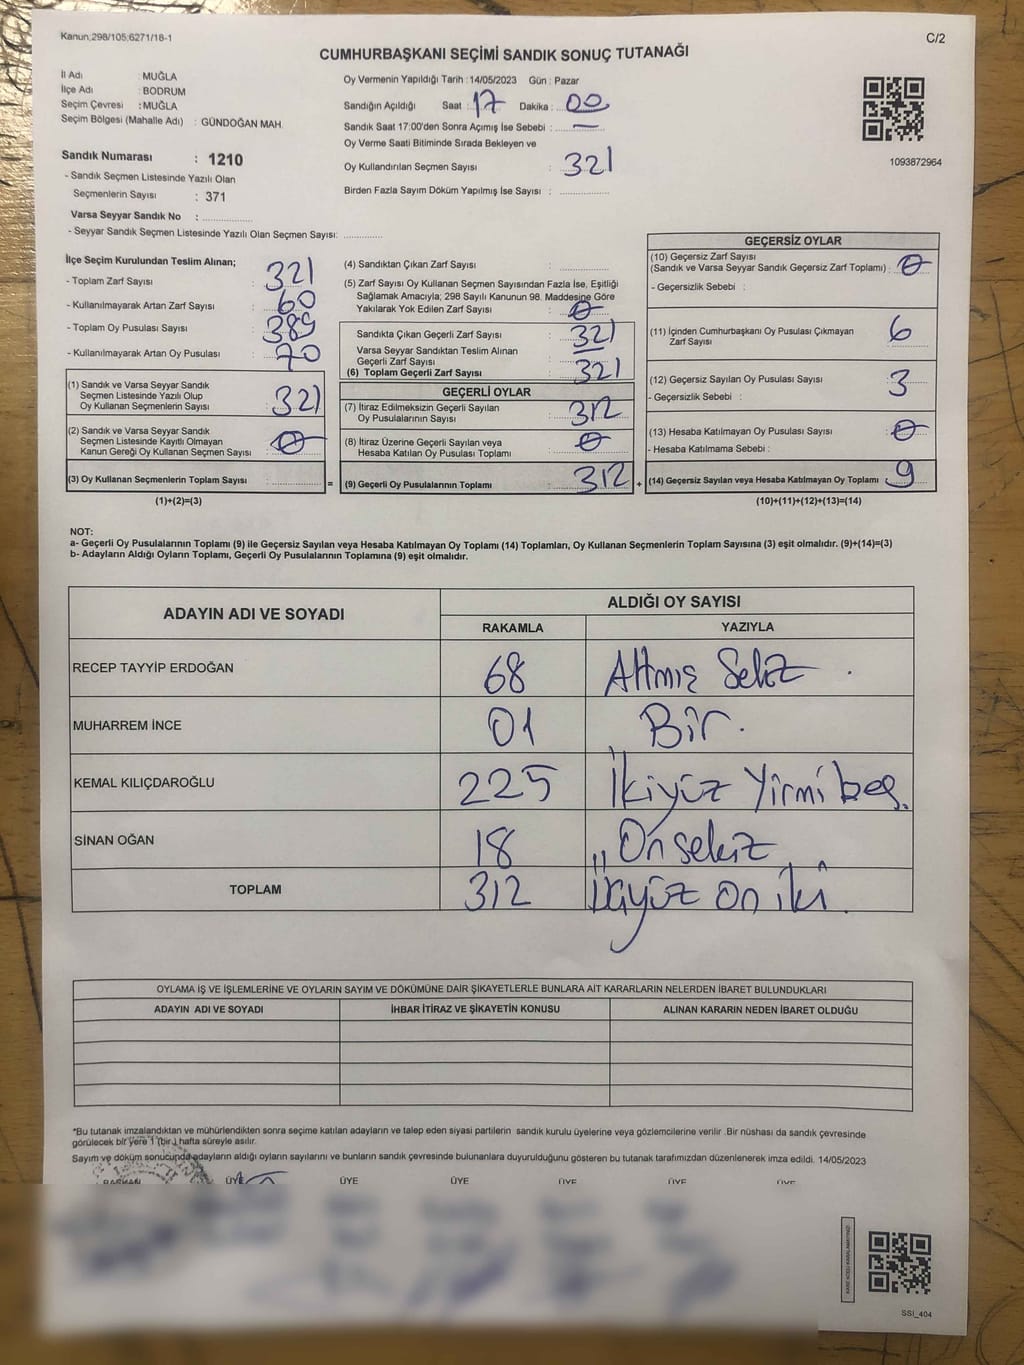 Kanun;298/105;6271/18-1
C/2
CUMHURBAŞKANI SEÇİMİ SANDIK SONUÇ TUTANAĞI
İl Adı : MUĞLA
İlçe Adı : BODRUM
Seçim Çevresi : MUĞLA
Seçim Bölgesi (Mahalle Adı) : GÜNDOĞAN MAH.
Sandık Numarası : 1210
- Sandık Seçmen Listesinde Yazılı Olan
Seçmenlerin Sayısı : 371
Varsa Seyyar Sandık No :
- Seyyar Sandık Seçmen Listesinde Yazılı Olan Seçmen Sayısı:
Oy Vermenin Yapıldığı Tarih :14/05/2023 Gün : Pazar
Sandığın Açıldığı Saat : 17 Dakika : 00
Sandık Saat 17:00'den Sonra Açımış İse Sebebi : —
Oy Verme Saati Bitiminde Sırada Bekleyen ve
Oy Kullandırılan Seçmen Sayısı : 321
Birden Fazla Sayım Döküm Yapılmış İse Sayısı :
1093872964
İlçe Seçim Kurulundan Teslim Alınan;
- Toplam Zarf Sayısı : 321
- Kullanılmayarak Artan Zarf Sayısı : 60
- Toplam Oy Pusulası Sayısı : 389
- Kullanılmayarak Artan Oy Pusulası : 70
(1) Sandık ve Varsa Seyyar Sandık
Seçmen Listesinde Yazılı Olup
Oy Kullanan Seçmenlerin Sayısı : 321
(2) Sandık ve Varsa Seyyar Sandık
Seçmen Listesinde Kayıtlı Olmayan
Kanun Gereği Oy Kullanan Seçmen Sayısı : 0
(3) Oy Kullanan Seçmenlerin Toplam Sayısı :
(1)+(2)=(3)
=
(4) Sandıktan Çıkan Zarf Sayısı :
(5) Zarf Sayısı Oy Kullanan Seçmen Sayısından Fazla İse, Eşitliği
Sağlamak Amacıyla; 298 Sayılı Kanunun 98. Maddesine Göre
Yakılarak Yok Edilen Zarf Sayısı : 0
Sandıkta Çıkan Geçerli Zarf Sayısı : 321
Varsa Seyyar Sandıktan Teslim Alınan
Geçerli Zarf Sayısı : —
(6) Toplam Geçerli Zarf Sayısı : 321
GEÇERLİ OYLAR
(7) İtiraz Edilmeksizin Geçerli Sayılan
Oy Pusulalarının Sayısı : 312
(8) İtiraz Üzerine Geçerli Sayılan veya
Hesaba Katılan Oy Pusulası Toplamı : 0
(9) Geçerli Oy Pusulalarının Toplamı : 312
+
GEÇERSİZ OYLAR
(10) Geçersiz Zarf Sayısı
(Sandık ve Varsa Seyyar Sandık Geçersiz Zarf Toplamı) : 0
- Geçersizlik Sebebi :
(11) İçinden Cumhurbaşkanı Oy Pusulası Çıkmayan
Zarf Sayısı : 6
(12) Geçersiz Sayılan Oy Pusulası Sayısı : 3
- Geçersizlik Sebebi :
(13) Hesaba Katılmayan Oy Pusulası Sayısı : 0
- Hesaba Katılmama Sebebi :
(14) Geçersiz Sayılan veya Hesaba Katılmayan Oy Toplamı : 9
(10)+(11)+(12)+(13)=(14)
NOT:
a- Geçerli Oy Pusulalarının Toplamı (9) ile Geçersiz Sayılan veya Hesaba Katılmayan Oy Toplamı (14) Toplamları, Oy Kullanan Seçmenlerin Toplam Sayısına (3) eşit olmalıdır. (9)+(14)=(3)
b- Adayların Aldığı Oyların Toplamı, Geçerli Oy Pusulalarının Toplamına (9) eşit olmalıdır.
ADAYIN ADI VE SOYADI
ALDIĞI OY SAYISI
RAKAMLA YAZIYLA
RECEP TAYYİP ERDOĞAN 68 Altmış Sekiz
MUHARREM İNCE 01 Bir.
KEMAL KILIÇDAROĞLU 225 İkiyüz Yirmi beş.
SİNAN OĞAN 18 Onsekiz
TOPLAM 312 Üçyüz on iki.
OYLAMA İŞ VE İŞLEMLERİNE VE OYLARIN SAYIM VE DÖKÜMÜNE DAİR ŞİKAYETLERLE BUNLARA AİT KARARLARIN NELERDEN İBARET BULUNDUKLARI
ADAYIN ADI VE SOYADI İHBAR İTİRAZ VE ŞİKAYETİN KONUSU ALINAN KARARIN NEDEN İBARET OLDUĞU
*Bu tutanak imzalandıktan ve mühürlendikten sonra seçime katılan adayların ve talep eden siyasi partilerin sandık kurulu üyelerine veya gözlemcilerine verilir .Bir nüshası da sandık çevresinde
görülecek bir yere 1 (bir ) hafta süreyle asılır.
Sayım ve döküm sonucunda adayların aldığı oyların sayılarını ve bunların sandık çevresinde bulunanlara duyurulduğunu gösteren bu tutanak tarafımızdan düzenlenerek imza edildi. 14/05/2023
BAŞKAN ÜYE ÜYE ÜYE ÜYE ÜYE ÜYE
KARE KODU KARALAMAYINIZ!
SSİ_404